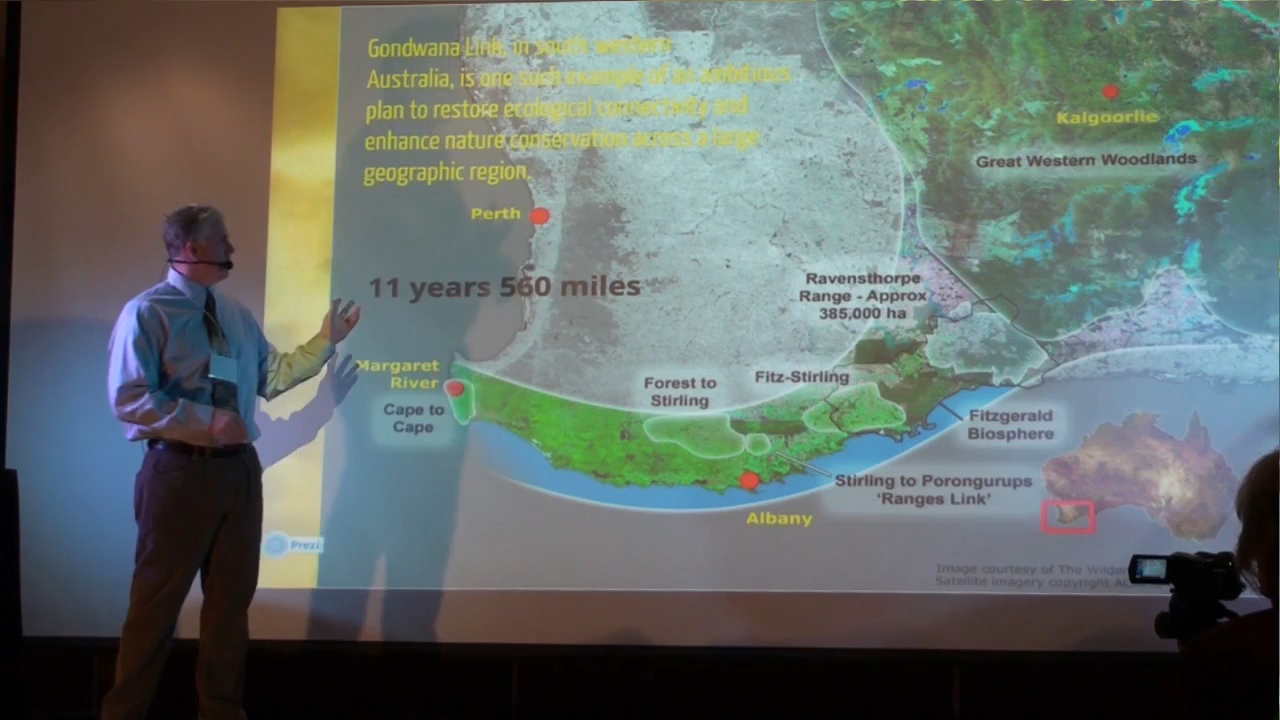 Gondwana Link, in south western
Australia, is one such example of an ambitious
plan to restore ecological connectivity and
enhance nature conservation across a large
geographic region.
Kalgoorlie
Great Western Woodlands
Perth
11 years 560 miles
Ravensthorpe
Range - Approx
385,000 ha
Margaret
River
Cape to
Cape
Forest to
Stirling
Fitz-Stirling
Fitzgerald
Biosphere
Stirling to Porongurups
'Ranges Link'
Albany
Prezi
Image courtesy of The
Satellite imagery copyright